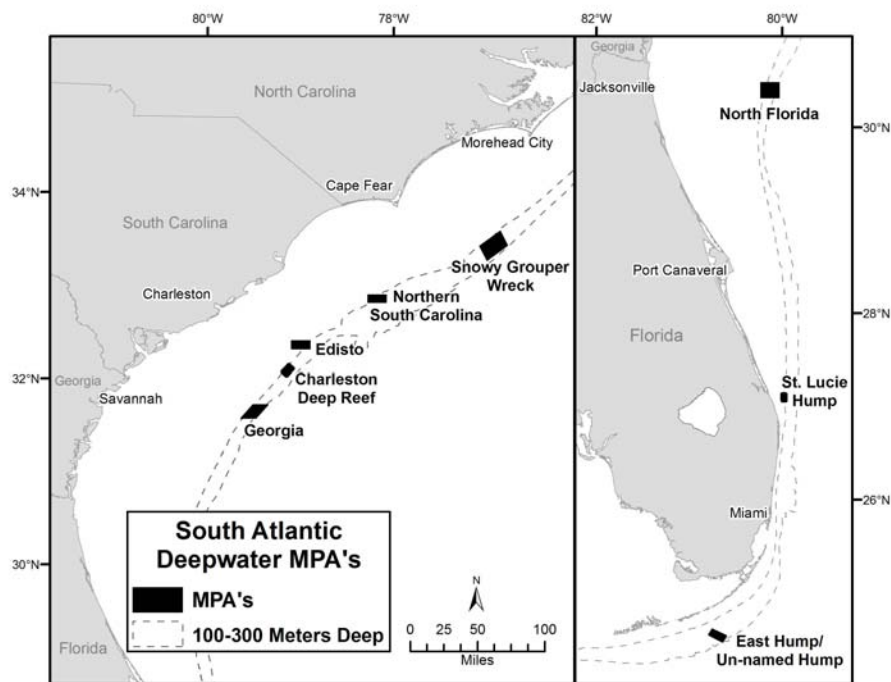 80°W
78°W
82°W
80°W
Georgia
Jacksonville
North Florida
30°N
North Carolina
Morehead City
Cape Fear
34°N
South Carolina
Snowy Grouper
Wreck
Charleston
Northern
South Carolina
Edisto
32°N
Georgia
Savannah
Charleston
Deep Reef
Georgia
Port Canaveral
28°N
Florida
St. Lucie
Hump
26°N
Miami
South Atlantic
Deepwater MPA's
MPA's
100-300 Meters Deep
30°N
Florida
N
0 25 50 100
Miles
East Hump/
Un-named Hump